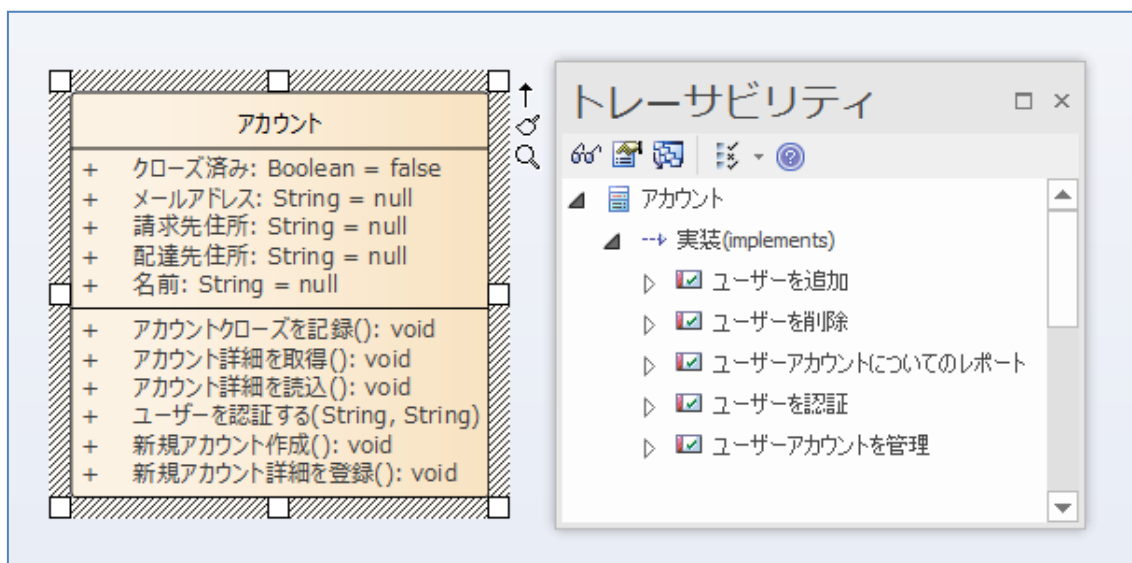 アカウント
+ クローズ済み: Boolean = false
+ メールアドレス: String = null
+ 請求先住所: String = null
+ 配達先住所: String = null
+ 名前: String = null
+ アカウントクローズを記録(): void
+ アカウント詳細を取得(): void
+ アカウント詳細を読込(): void
+ ユーザーを認証する(String, String)
+ 新規アカウント作成(): void
+ 新規アカウント詳細を登録(): void
トレーサビリティ
アカウント
実装(implements)
ユーザーを追加
ユーザーを削除
ユーザーアカウントについてのレポート
ユーザーを認証
ユーザーアカウントを管理